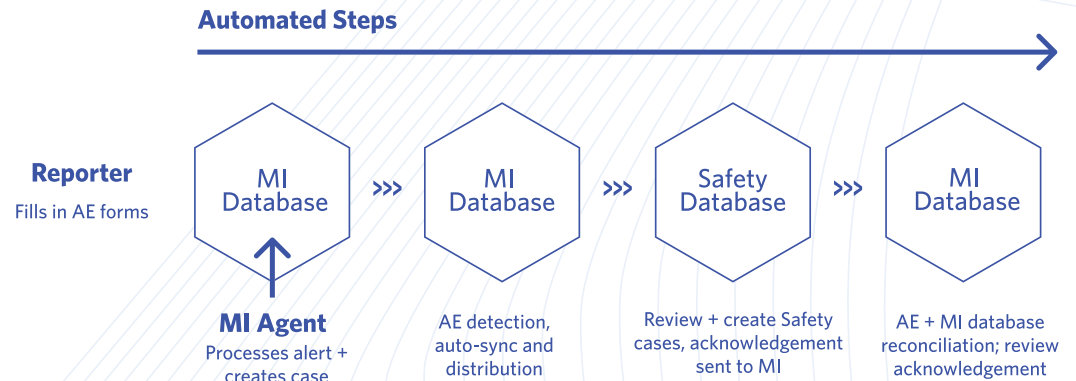 Automated Steps
Reporter
Fills in AE forms
MI
Database
>>>
MI
Database
>>>
Safety
Database
>>>
MI
Database
MI Agent
Processes alert +
creates case
AE detection,
auto-sync and
distribution
Review + create Safety
cases, acknowledgement
sent to MI
AE + MI database
reconciliation; review
acknowledgement